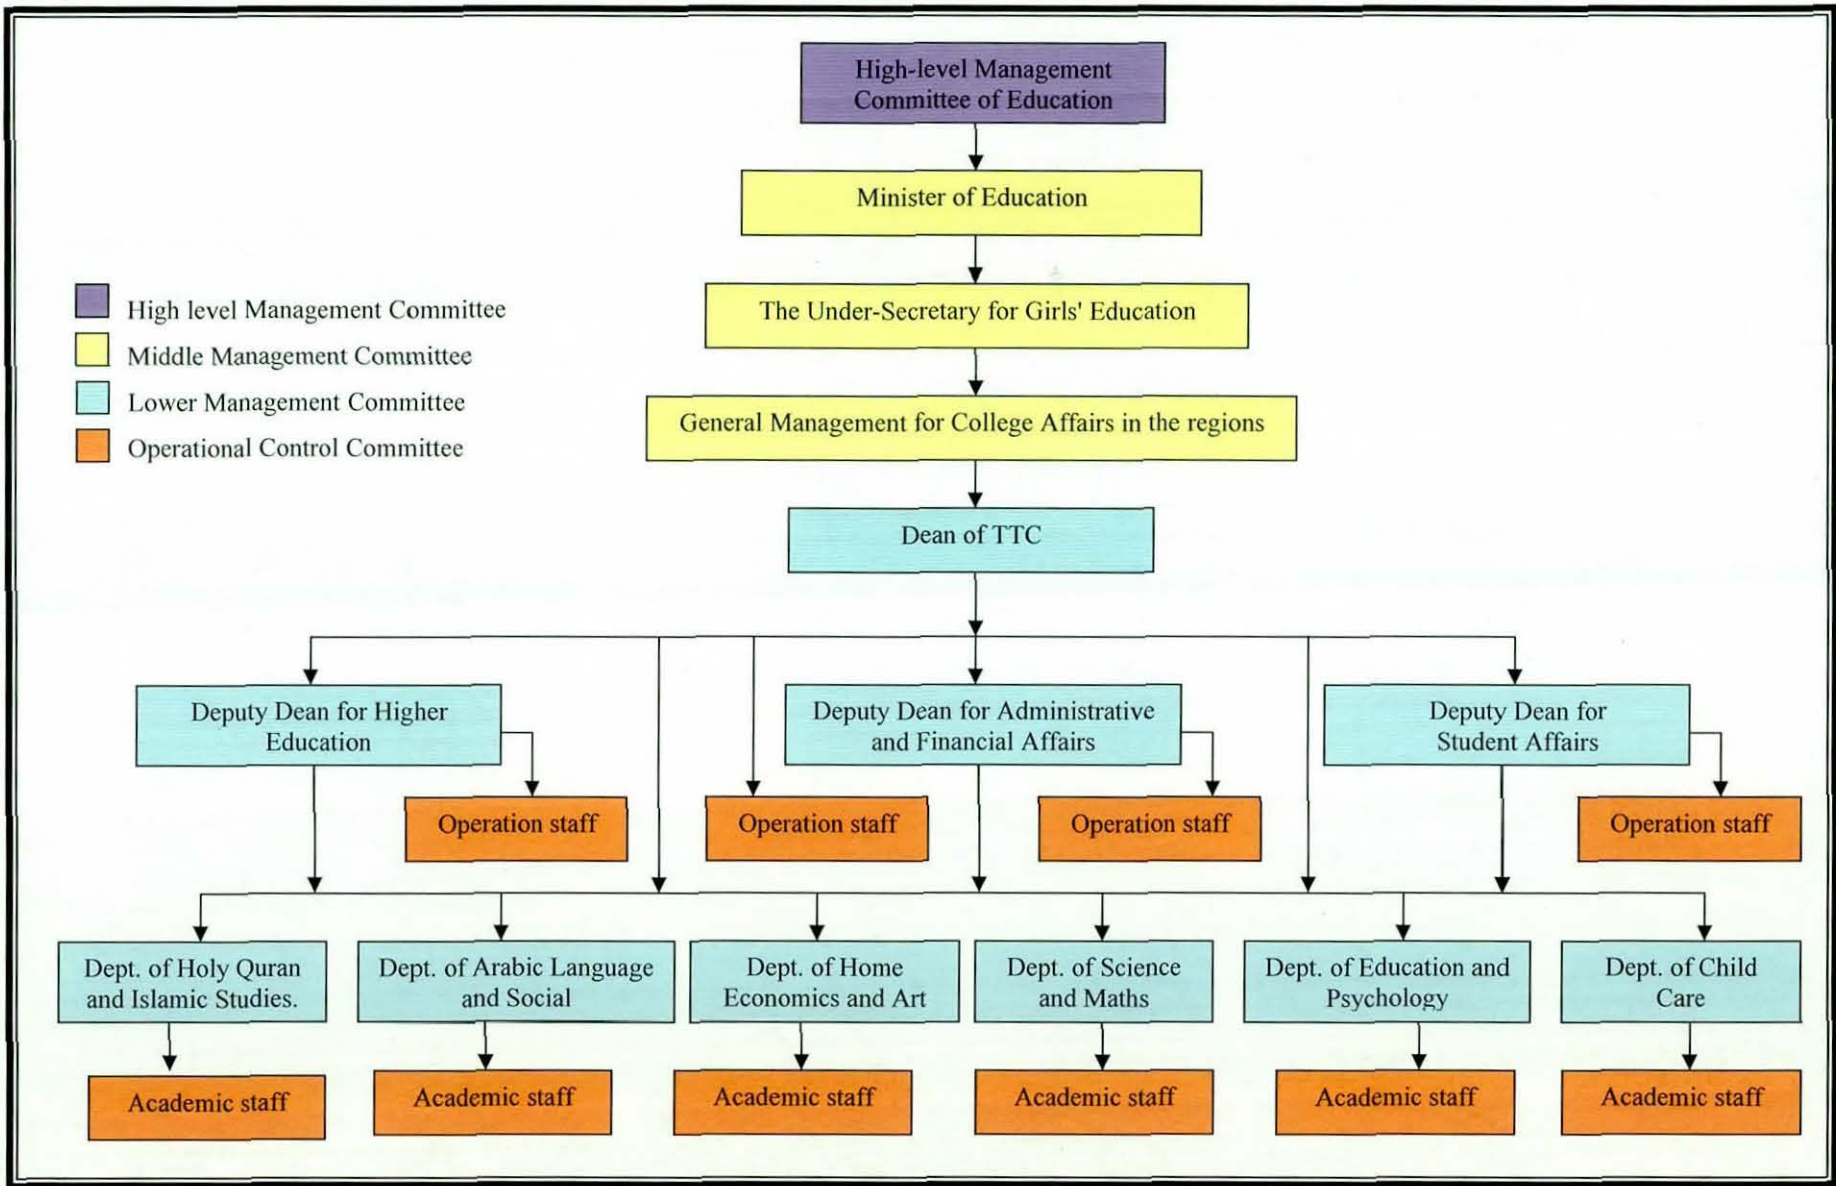 High-level Management
Committee of Education
Minister of Education
The Under-Secretary for Girls' Education
General Management for College Affairs in the regions
High level Management Committee
Middle Management Committee
Lower Management Committee
Operational Control Committee
Dean of TTC
Deputy Dean for Higher
Education
Deputy Dean for Administrative
and Financial Affairs
Deputy Dean for
Student Affairs
Operation staff
Operation staff
Operation staff
Operation staff
Dept. of Holy Quran
and Islamic Studies.
Dept. of Arabic Language
and Social
Dept. of Home
Economics and Art
Dept. of Science
and Maths
Dept. of Education and
Psychology
Dept. of Child
Care
Academic staff
Academic staff
Academic staff
Academic staff
Academic staff
Academic staff